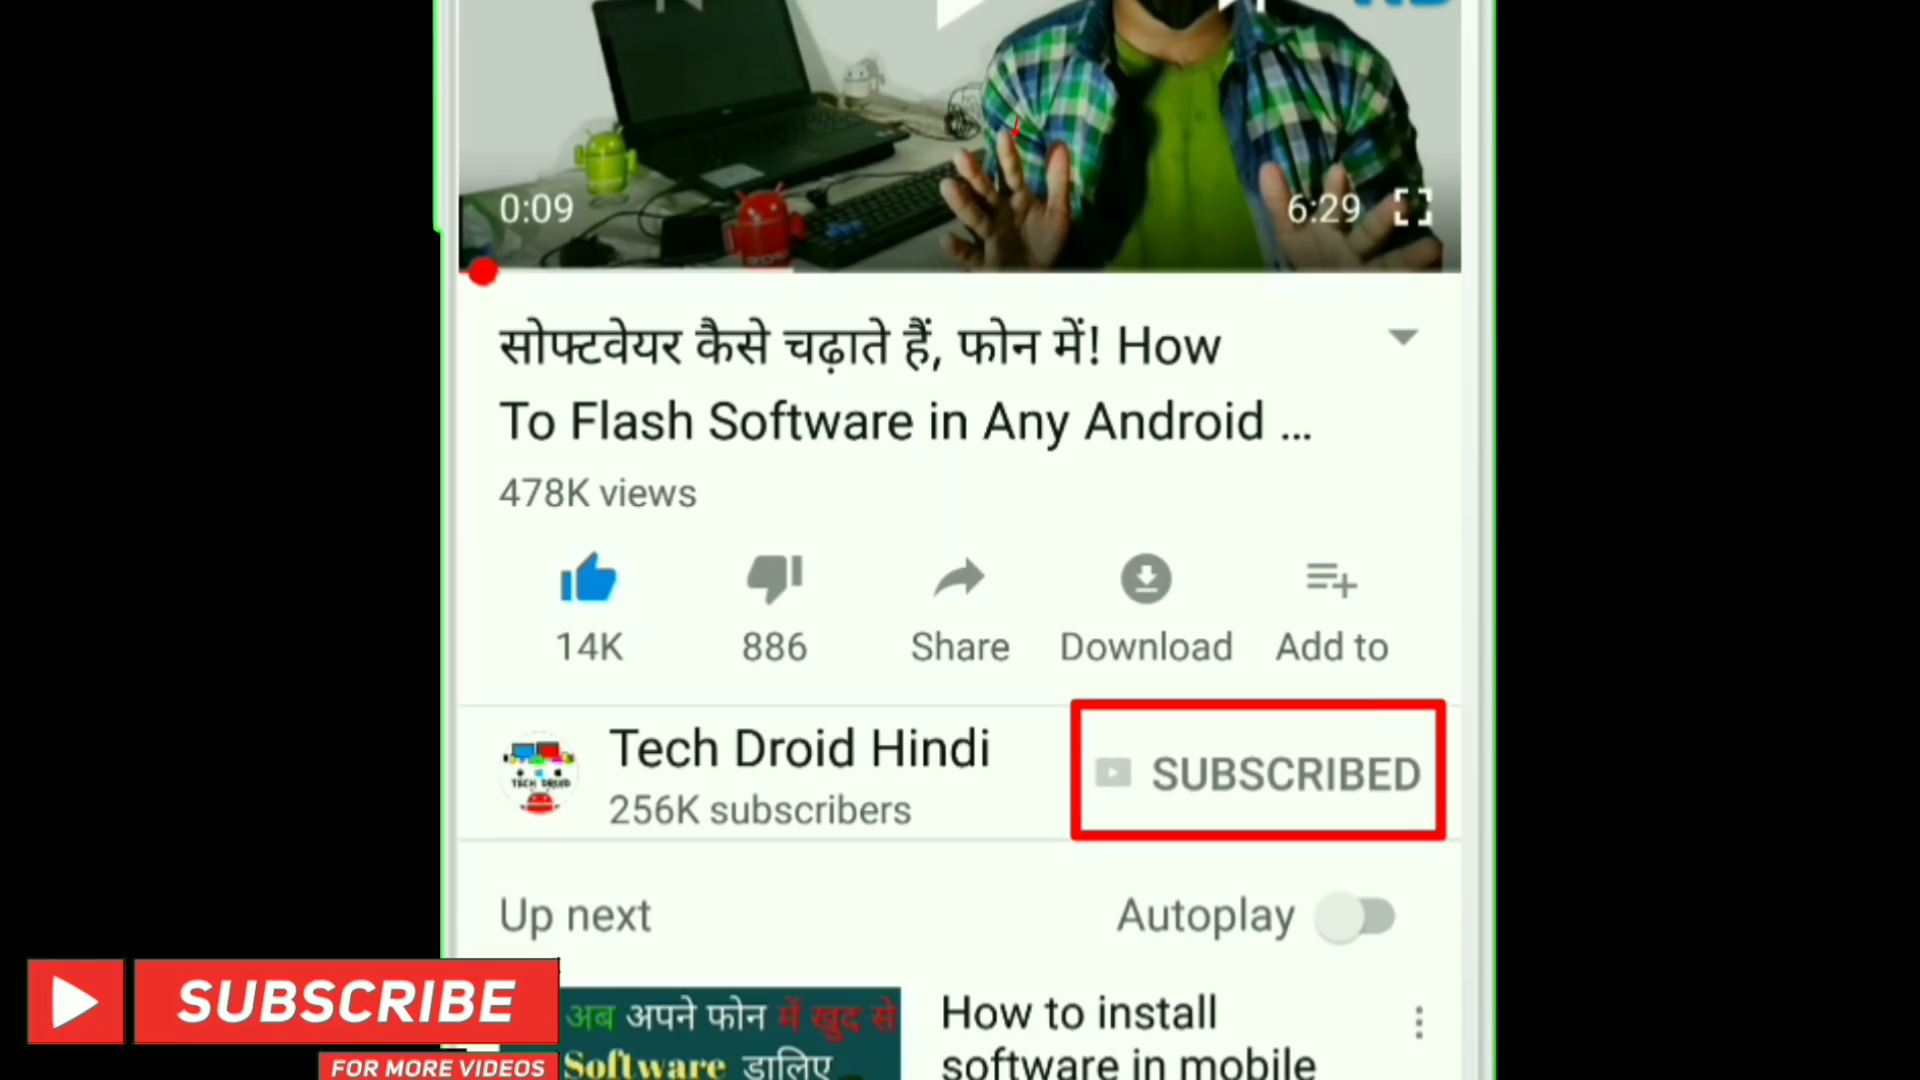 0:09
6:29
सोफ्टवेयर कैसे चढ़ाते हैं, फोन में! How
To Flash Software in Any Android ...
478K views
14K
886
Share
Download
Add to
Tech Droid Hindi
256K subscribers
SUBSCRIBED
TECH DROID
Up next
Autoplay
SUBSCRIBE
FOR MORE VIDEOS
अब अपने फोन में खुद से
Software डालिए
How to install
software in mobile